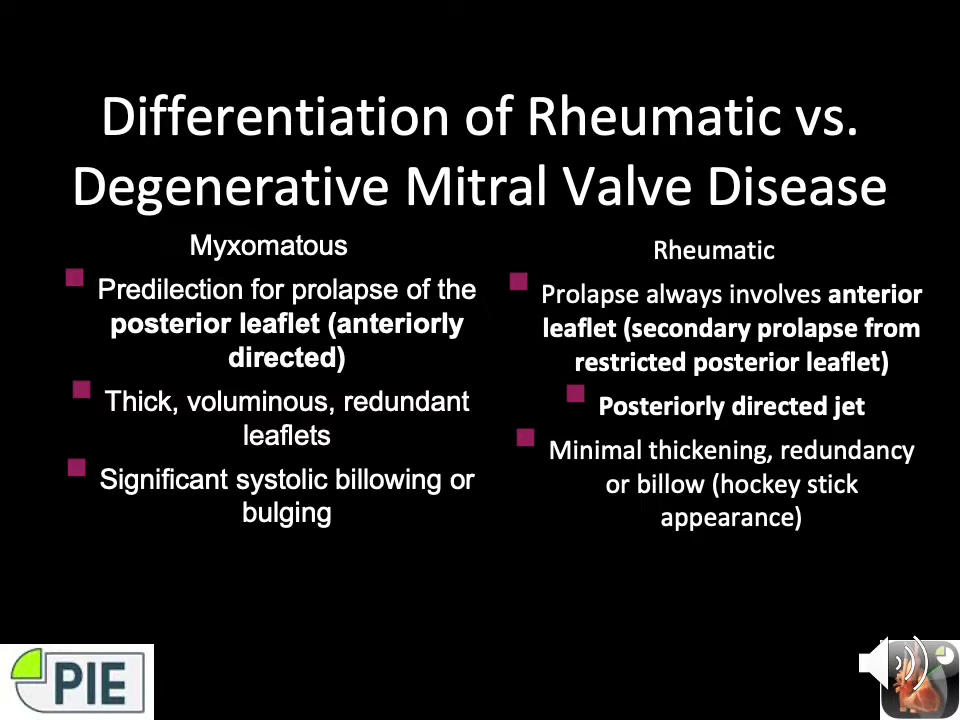 Differentiation of Rheumatic vs.
Degenerative Mitral Valve Disease
Myxomatous
Predilection for prolapse of the
posterior leaflet (anteriorly
directed)
Thick, voluminous, redundant
leaflets
Significant systolic billowing or
bulging
Rheumatic
Prolapse always involves anterior
leaflet (secondary prolapse from
restricted posterior leaflet)
Posteriorly directed jet
Minimal thickening, redundancy
or billow (hockey stick
appearance)
PIE